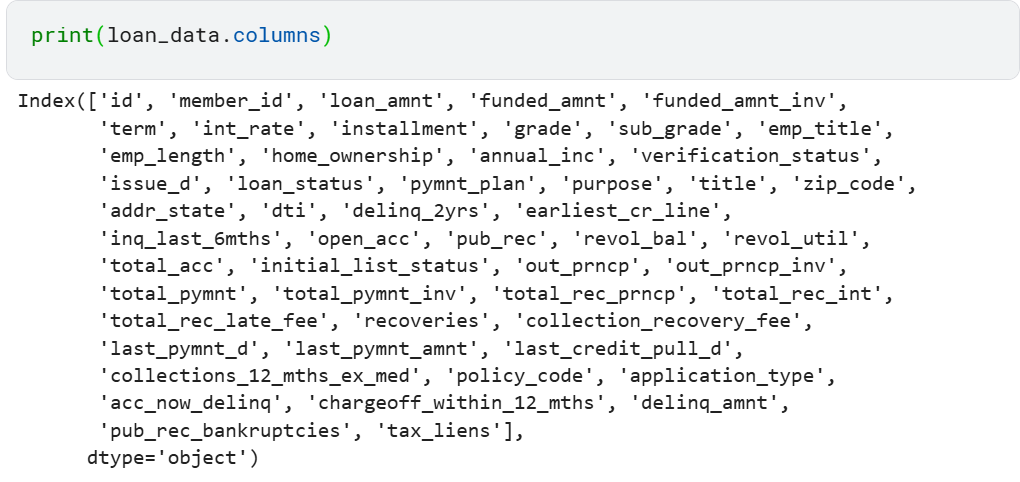 print(loan_data.columns)
Index(['id', 'member_id', 'loan_amnt', 'funded_amnt', 'funded_amnt_inv',
'term', 'int_rate', 'installment', 'grade', 'sub_grade', 'emp_title',
'emp_length', 'home_ownership', 'annual_inc', 'verification_status',
'issue_d', 'loan_status', 'pymnt_plan', 'purpose', 'title', 'zip_code',
'addr_state', 'dti', 'delinq_2yrs', 'earliest_cr_line',
'inq_last_6mths', 'open_acc', 'pub_rec', 'revol_bal', 'revol_util',
'total_acc', 'initial_list_status', 'out_prncp', 'out_prncp_inv',
'total_pymnt', 'total_pymnt_inv', 'total_rec_prncp', 'total_rec_int',
'total_rec_late_fee', 'recoveries', 'collection_recovery_fee',
'last_pymnt_d', 'last_pymnt_amnt', 'last_credit_pull_d',
'collections_12_mths_ex_med', 'policy_code', 'application_type',
'acc_now_delinq', 'chargeoff_within_12_mths', 'delinq_amnt',
'pub_rec_bankruptcies', 'tax_liens'],
dtype='object')